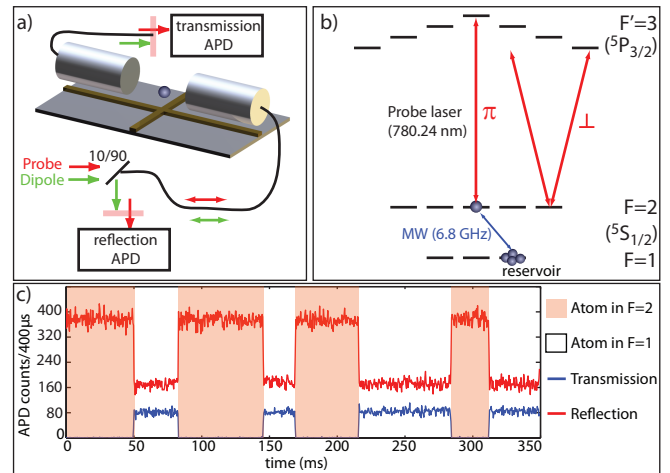 a)
transmission
APD
10/90
Probe
Dipole
reflection
APD
b)
F'=3
(⁵P3/2)
Probe laser
(780.24 nm)
π
⊥
F=2
(⁵S1/2)
MW (6.8 GHz)
F=1
reservoir
c)
APD counts/400μs
400
320
240
160
80
0
0
50
100
150
200
250
300
350
time (ms)
Atom in F=2
Atom in F=1
Transmission
Reflection